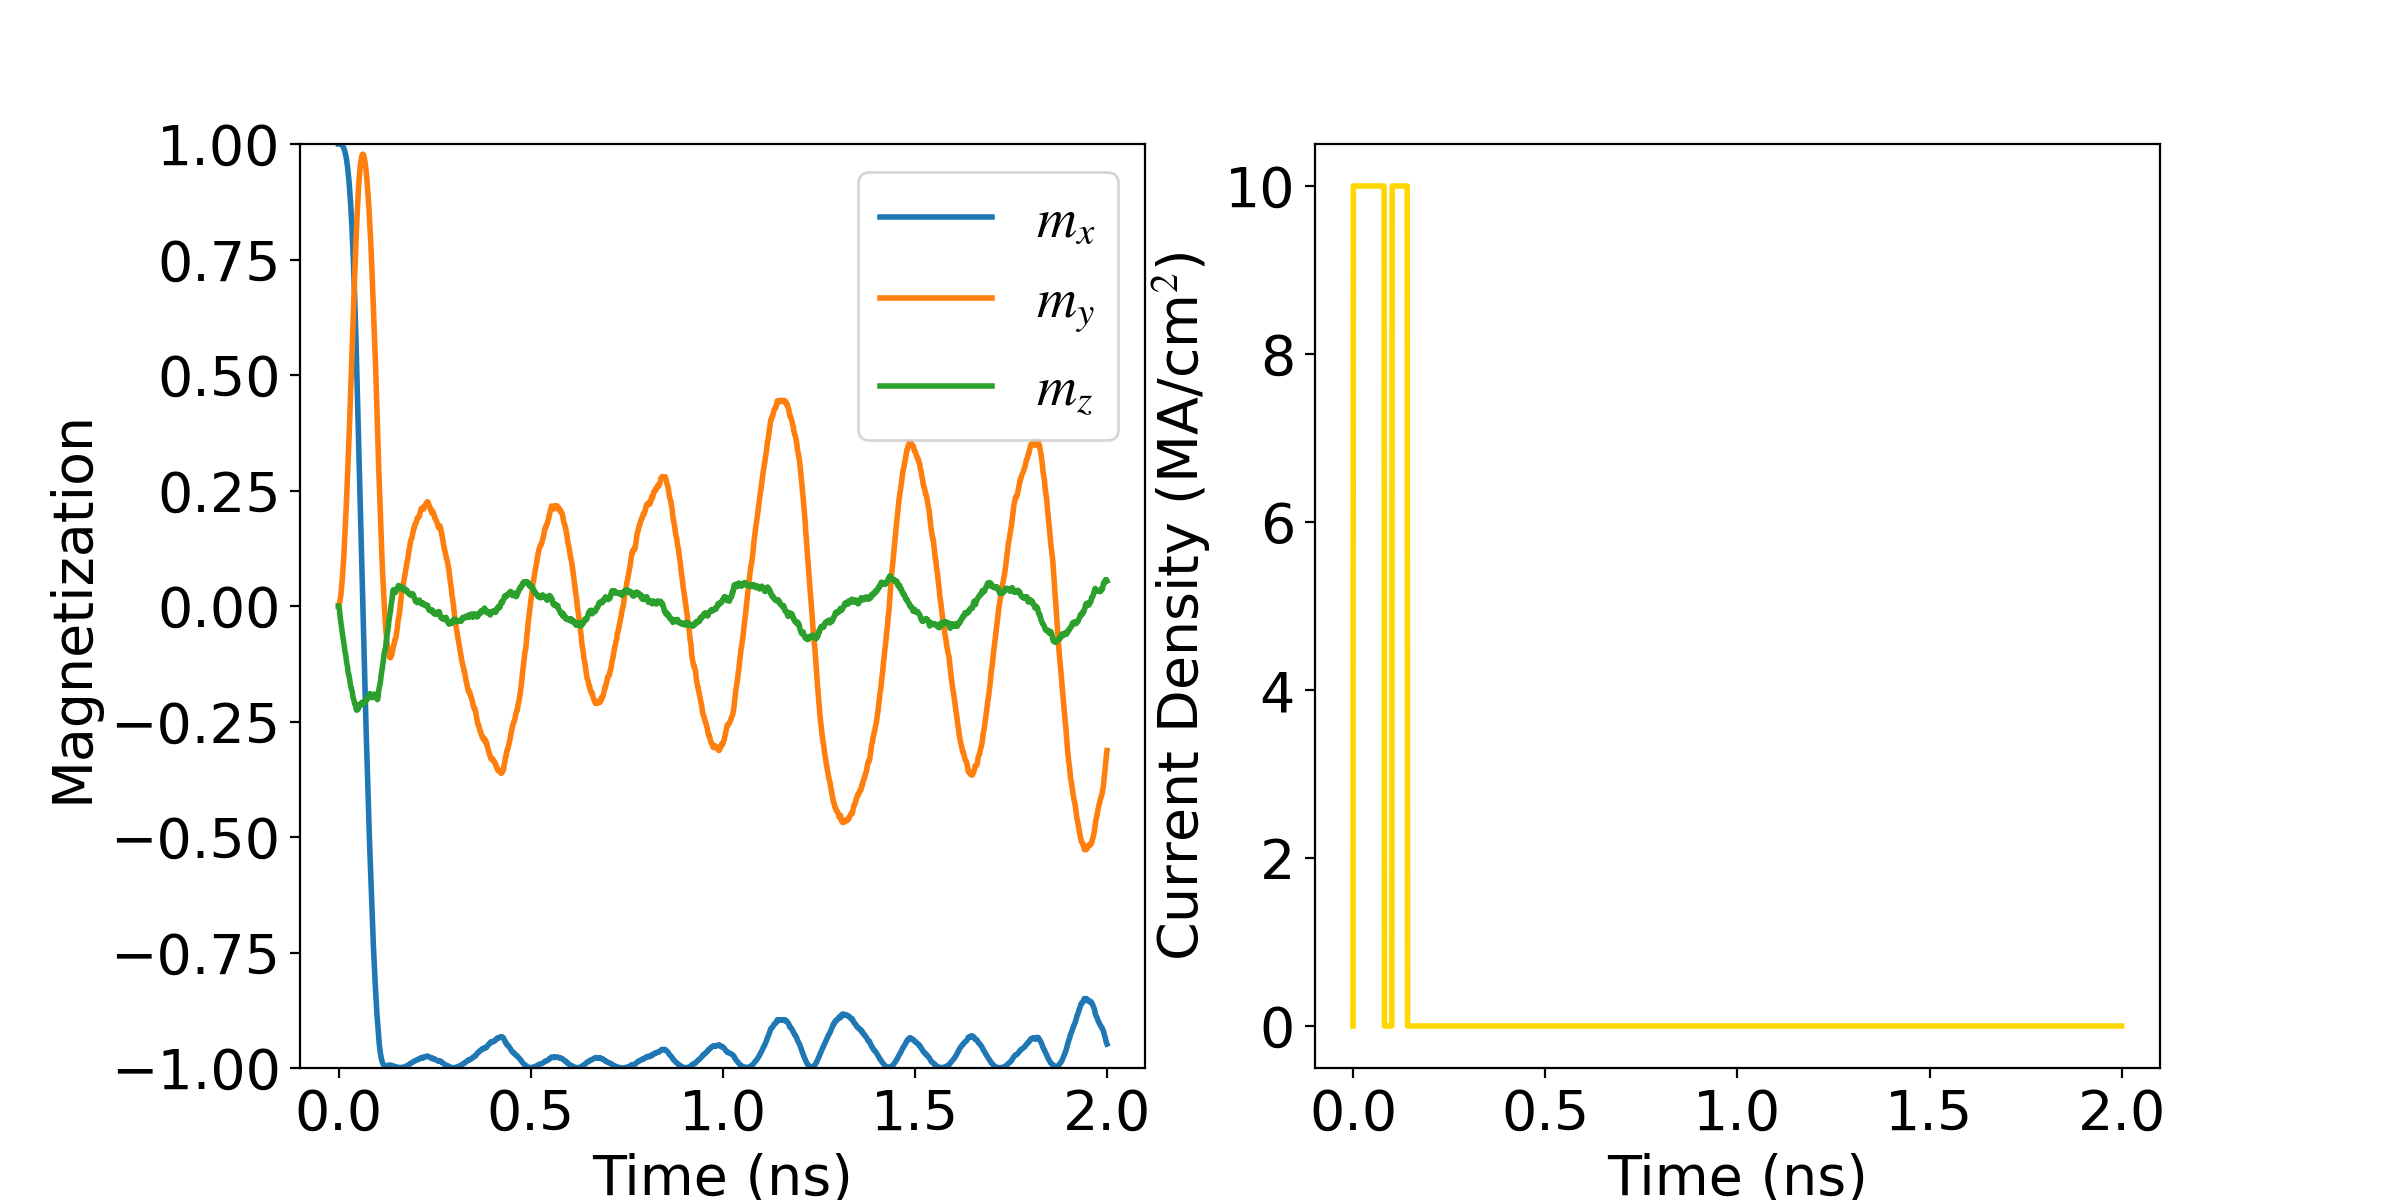 Magnetization
1.00
0.75
0.50
0.25
0.00
−0.25
−0.50
−0.75
−1.00
0.0 0.5 1.0 1.5 2.0
Time (ns)
m_x
m_y
m_z
Current Density (MA/cm²)
10
8
6
4
2
0
0.0 0.5 1.0 1.5 2.0
Time (ns)